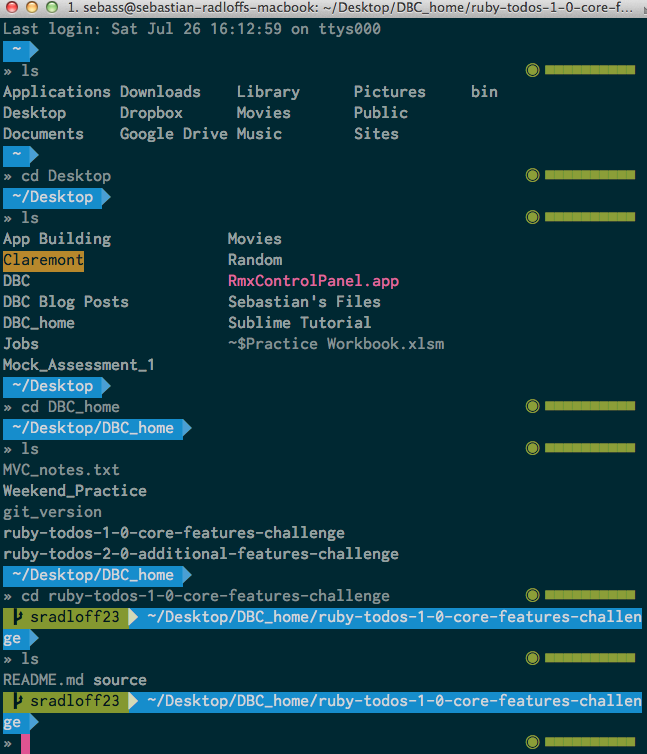 1. sebass@sebastian-radloffs-macbook: ~/Desktop/DBC_home/ruby-todos-1-0-core-f…
Last login: Sat Jul 26 16:12:59 on ttys000
~
» ls
Applications Downloads Library Pictures bin
Desktop Dropbox Movies Public
Documents Google Drive Music Sites
~
» cd Desktop
~/Desktop
» ls
App Building Movies
Claremont Random
DBC RmxControlPanel.app
DBC Blog Posts Sebastian's Files
DBC_home Sublime Tutorial
Jobs ~$Practice Workbook.xlsm
Mock_Assessment_1
~/Desktop
» cd DBC_home
~/Desktop/DBC_home
» ls
MVC_notes.txt
Weekend_Practice
git_version
ruby-todos-1-0-core-features-challenge
ruby-todos-2-0-additional-features-challenge
~/Desktop/DBC_home
» cd ruby-todos-1-0-core-features-challenge
sradloff23 ~/Desktop/DBC_home/ruby-todos-1-0-core-features-challen
ge
» ls
README.md source
sradloff23 ~/Desktop/DBC_home/ruby-todos-1-0-core-features-challen
ge
»